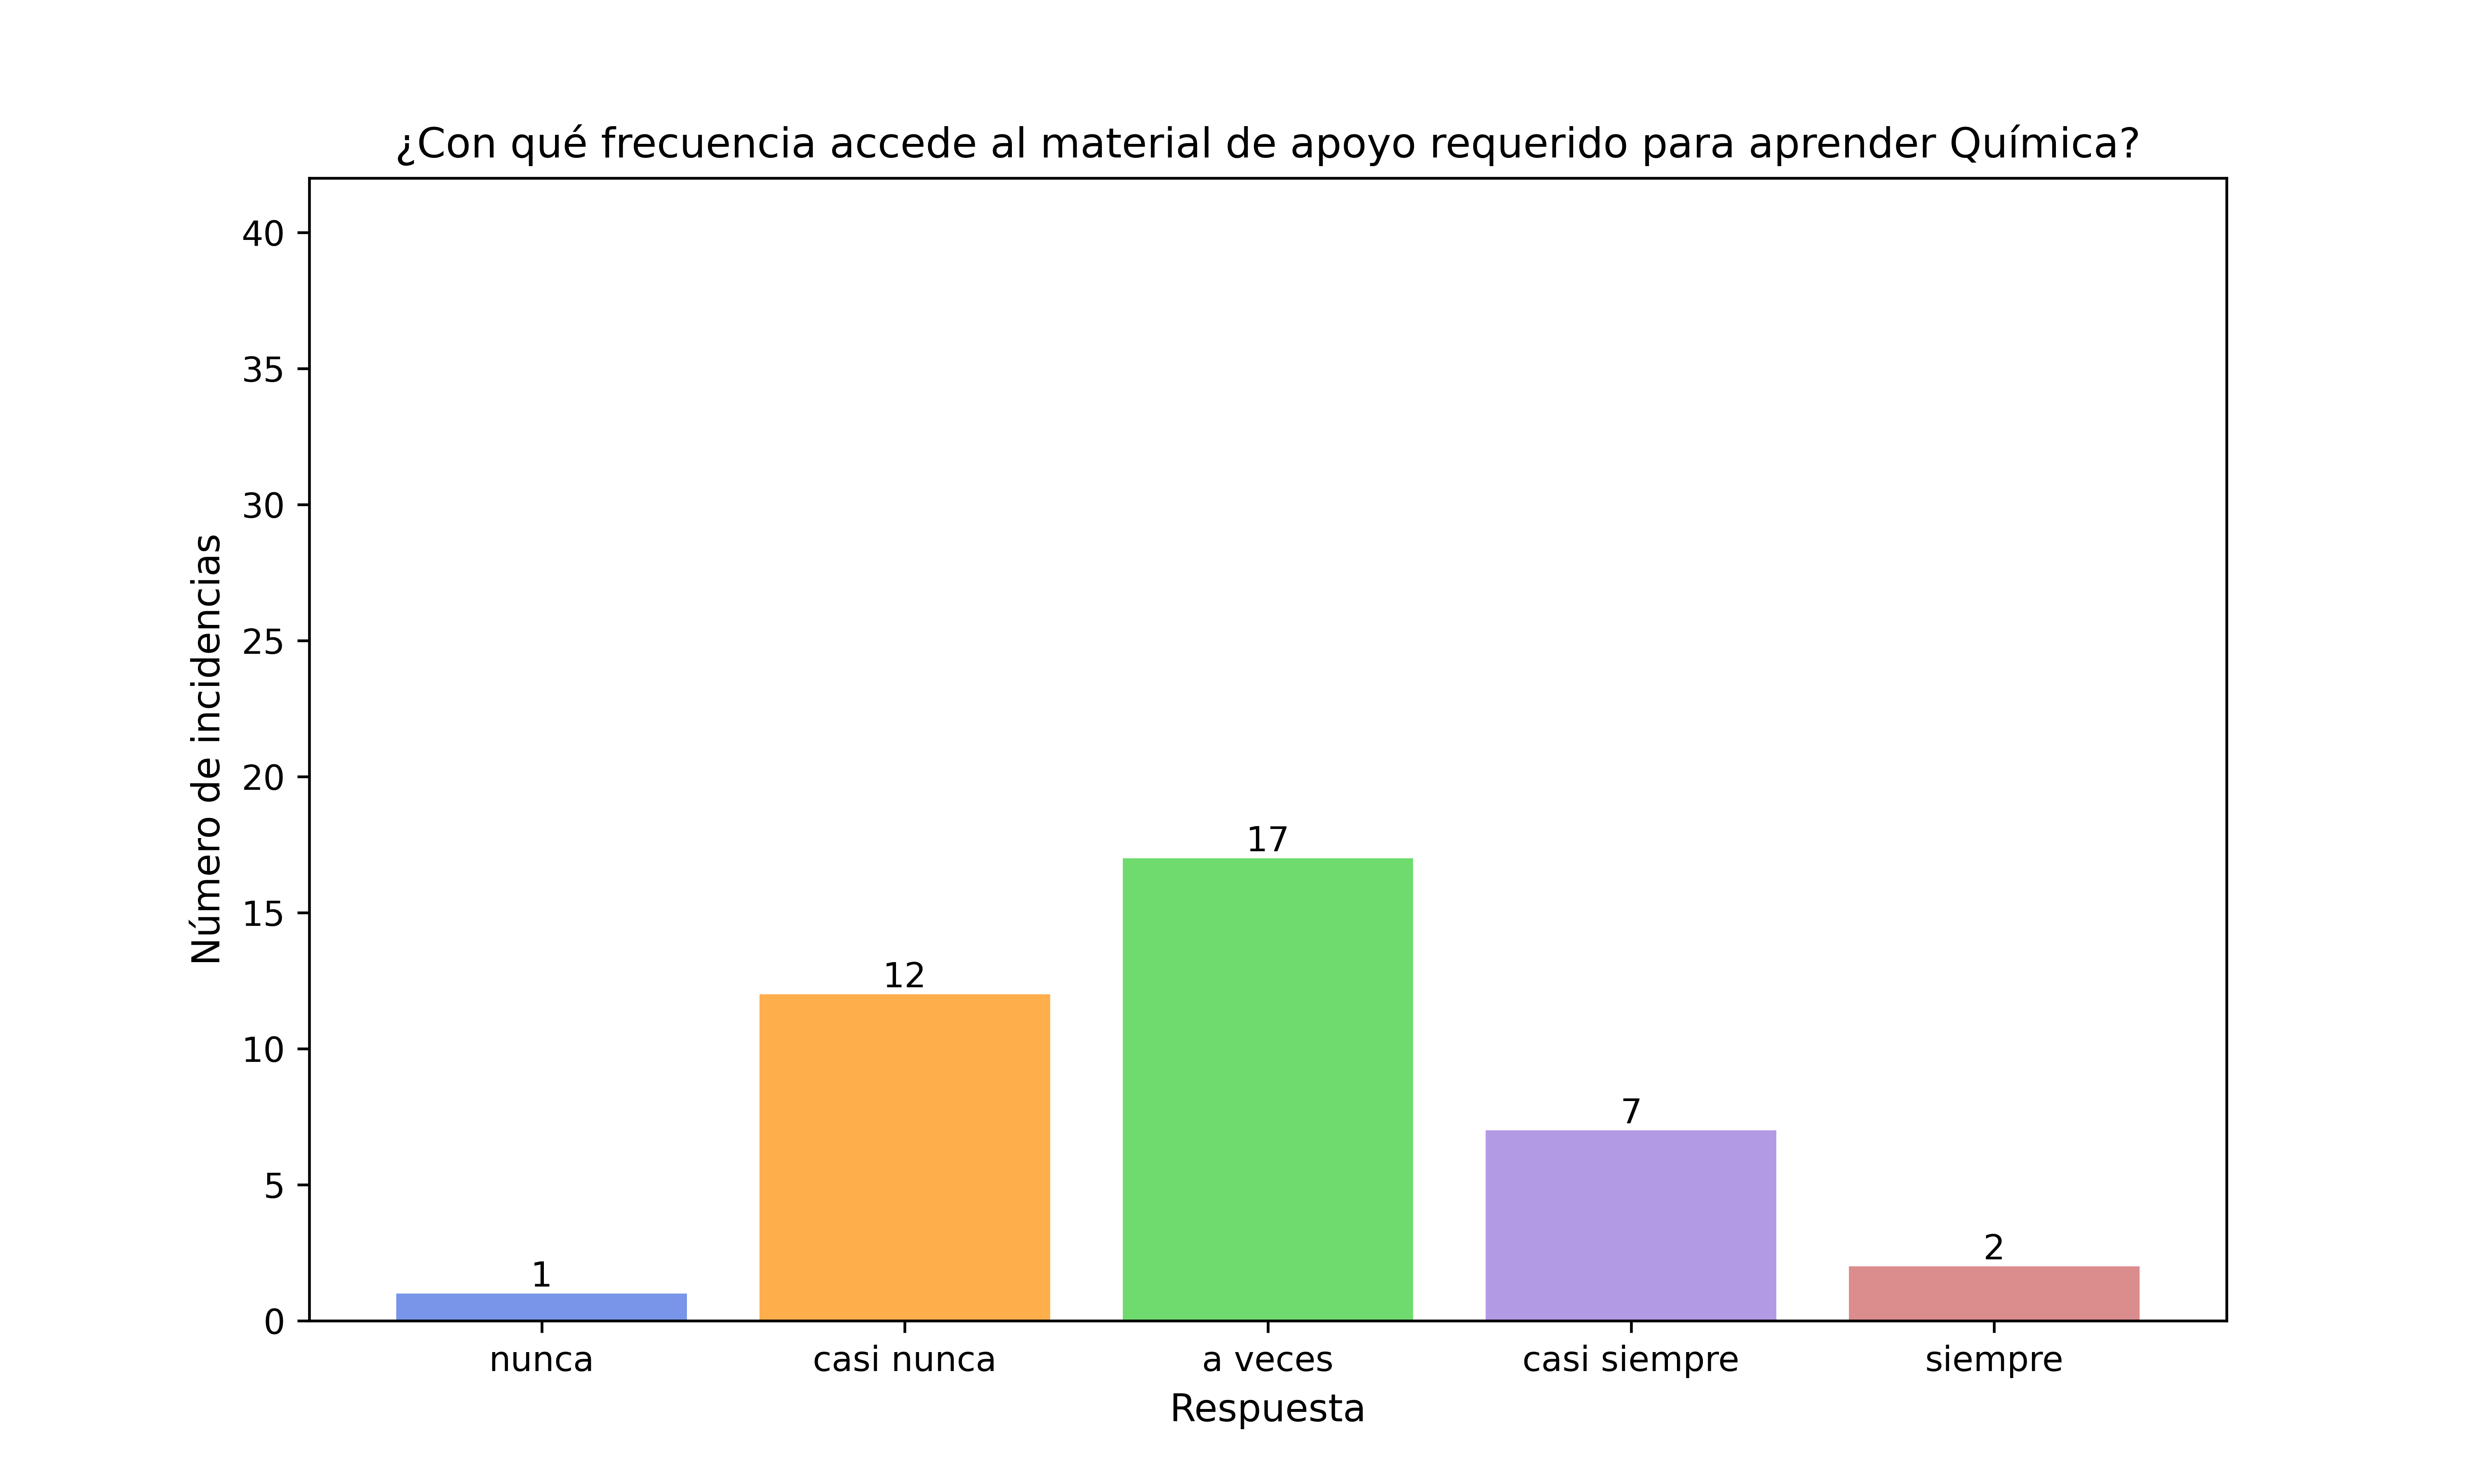 ¿Con qué frecuencia accede al material de apoyo requerido para aprender Química?
40
35
30
25
20
15
10
5
0
Número de incidencias
1
12
17
7
2
nunca
casi nunca
a veces
casi siempre
siempre
Respuesta